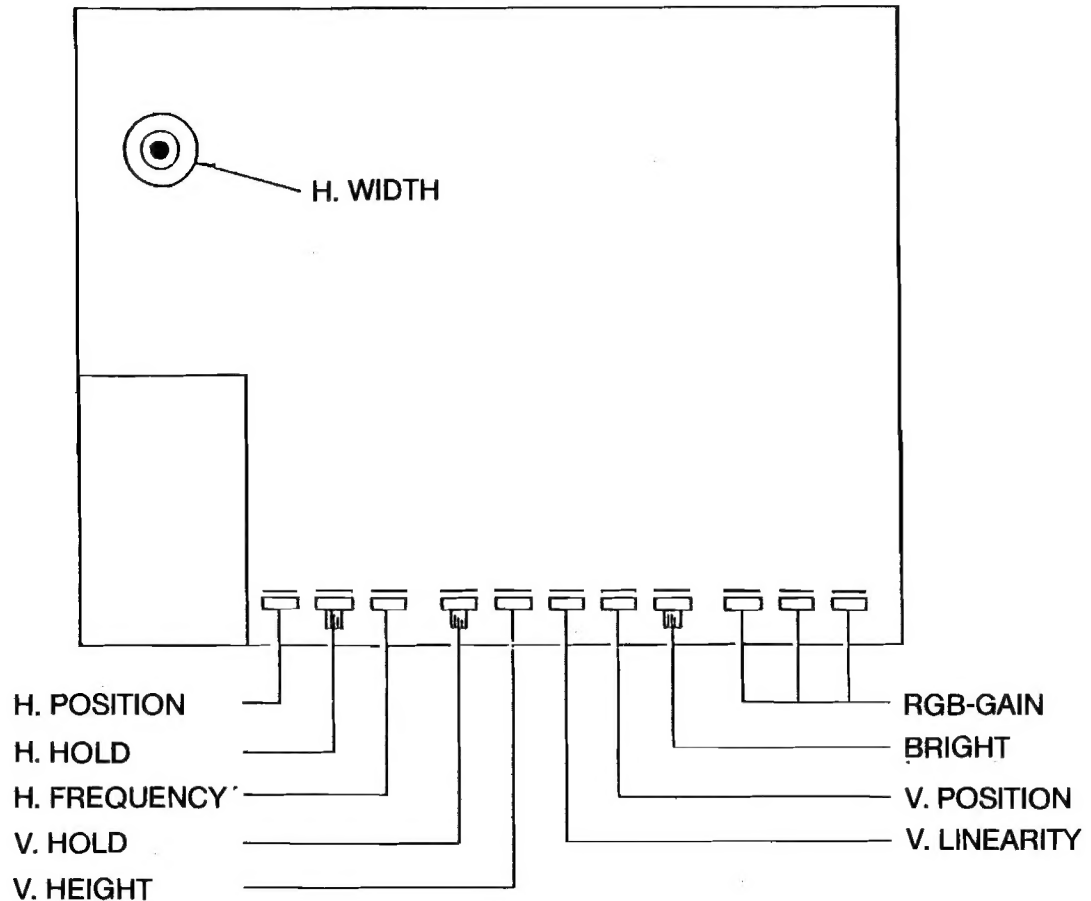 H. WIDTH
H. POSITION
H. HOLD
H. FREQUENCY
V. HOLD
V. HEIGHT
RGB-GAIN
BRIGHT
V. POSITION
V. LINEARITY